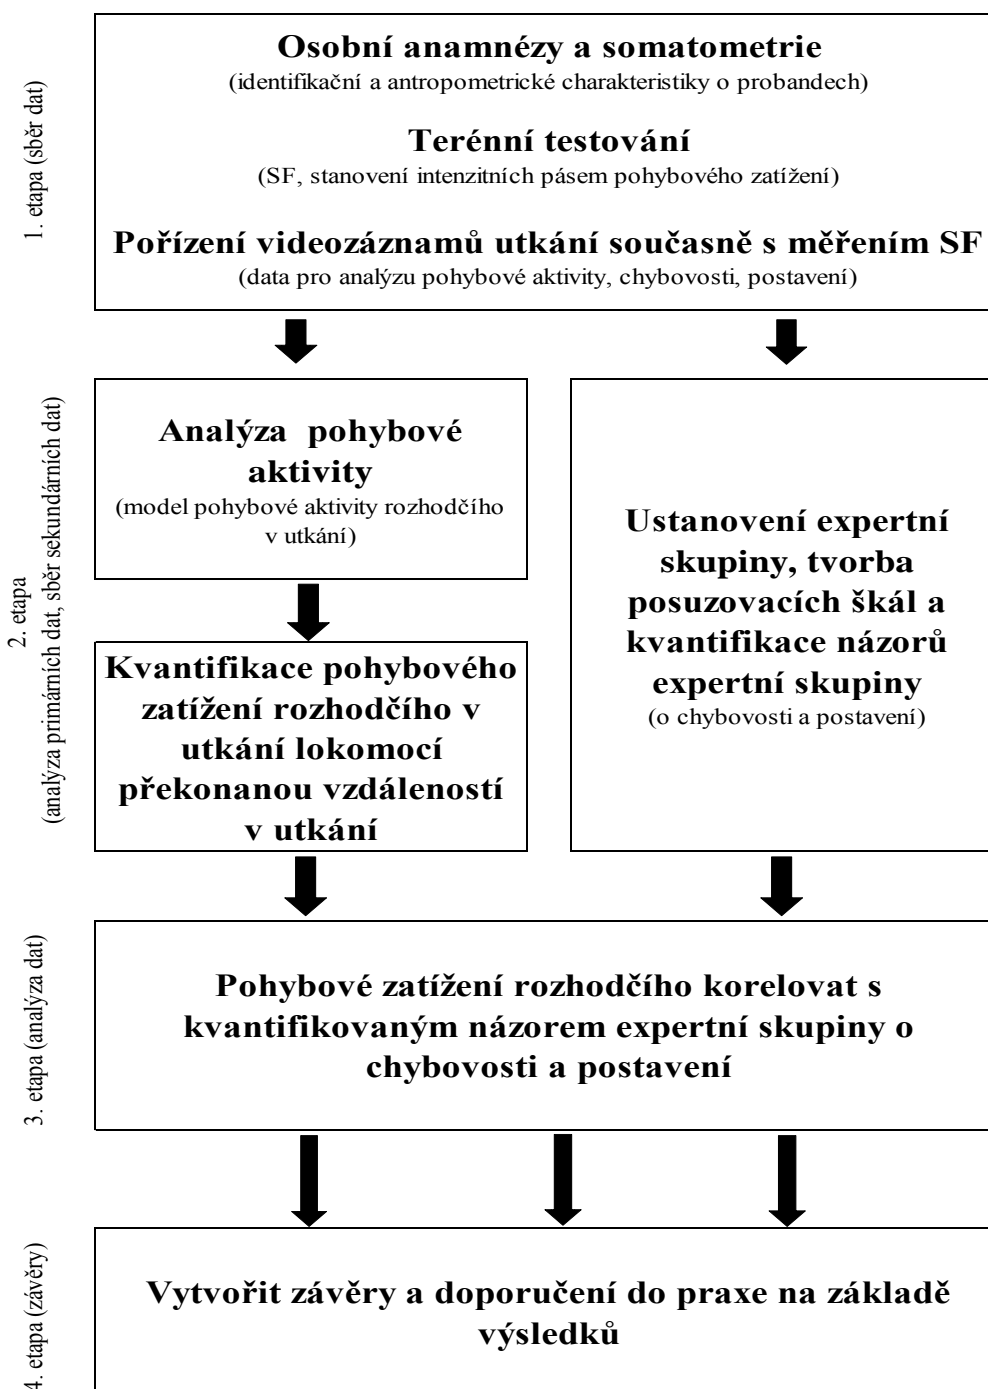 1. etapa (sběr dat)
Osobní anamnézy a somatometrie
(identifikační a antropometrické charakteristiky o probandech)
Terénní testování
(SF, stanovení intenzitních pásem pohybového zatížení)
Pořízení videozáznamů utkání současně s měřením SF
(data pro analýzu pohybové aktivity, chybovosti, postavení)
2. etapa
(analýza primárních dat, sběr sekundárních dat)
Analýza pohybové
aktivity
(model pohybové aktivity rozhodčího
v utkání)
Kvantifikace pohybového
zatížení rozhodčího v
utkání lokomocí
překonanou vzdáleností
v utkání
Ustanovení expertní
skupiny, tvorba
posuzovacích škál a
kvantifikace názorů
expertní skupiny
(o chybovosti a postavení)
3. etapa (analýza dat)
Pohybové zatížení rozhodčího korelovat s
kvantifikovaným názorem expertní skupiny o
chybovosti a postavení
4. etapa (závěry)
Vytvořit závěry a doporučení do praxe na základě
výsledků